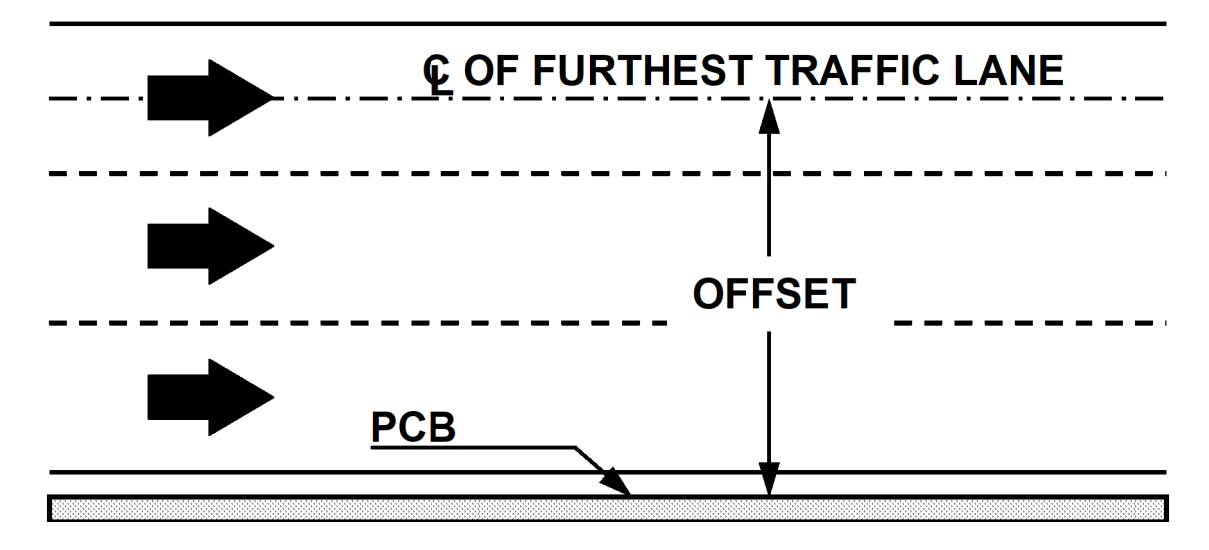 ℄ OF FURTHEST TRAFFIC LANE
OFFSET
PCB